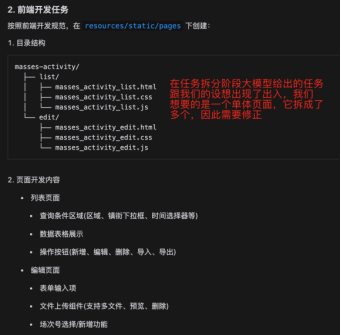 2. 前端开发任务
按照前端开发规范，在 resources/static/pages 下创建：
1. 目录结构
masses-activity/
├── list/
│   ├── masses_activity_list.html
│   ├── masses_activity_list.css
│   └── masses_activity_list.js
└── edit/
    ├── masses_activity_edit.html
    ├── masses_activity_edit.css
    └── masses_activity_edit.js
在任务拆分阶段大模型给出的任务
跟我们的设想出现了出入，我们
想要的是一个单体页面，它拆成了
多个，因此需要修正
2. 页面开发内容
• 列表页面
• 查询条件区域(区域、镇街下拉框、时间选择器等)
• 数据表格展示
• 操作按钮(新增、编辑、删除、导入、导出)
• 编辑页面
• 表单输入项
• 文件上传组件(支持多文件、预览、删除)
• 场次号选择/新增功能